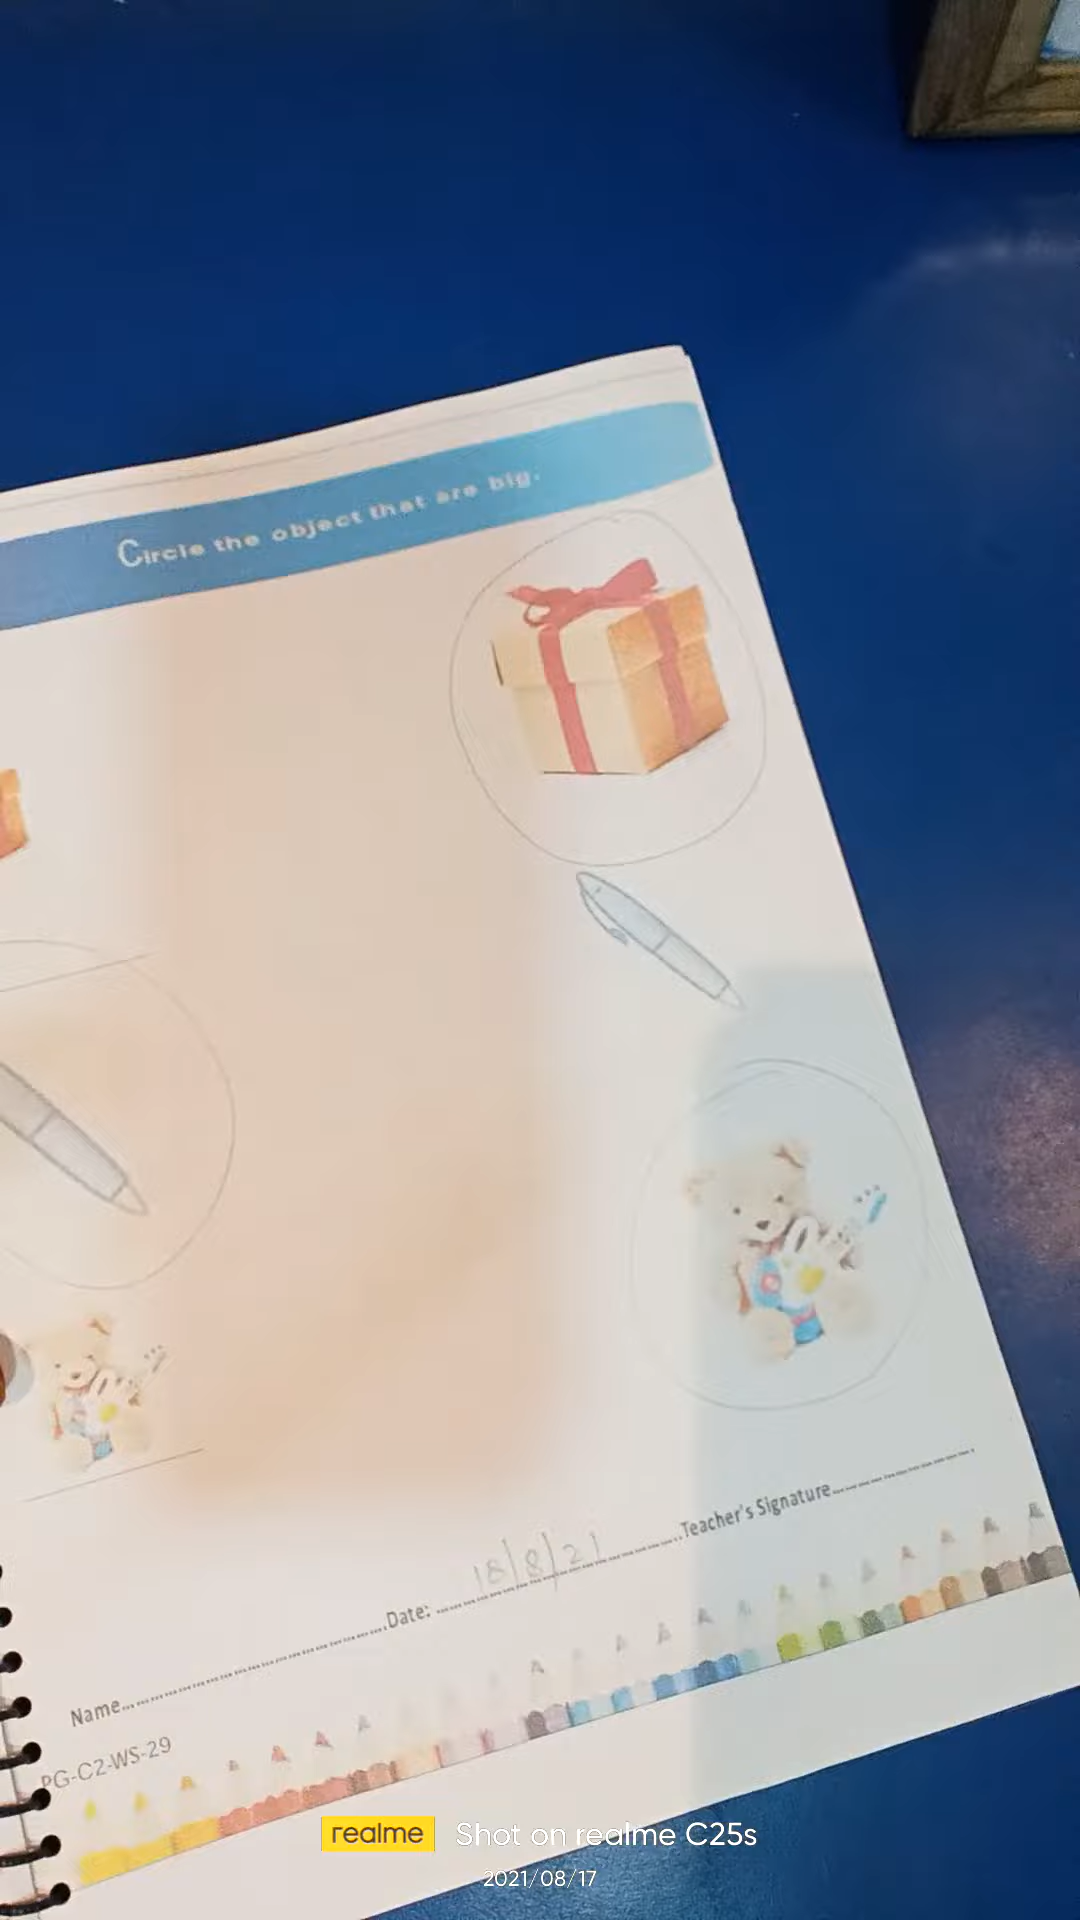 Circle the object that are big.
Name....................Date: 18/8/21 ....................Teacher's Signature....................
PG-C2-WS-29
realme Shot on realme C25s
2021/08/17